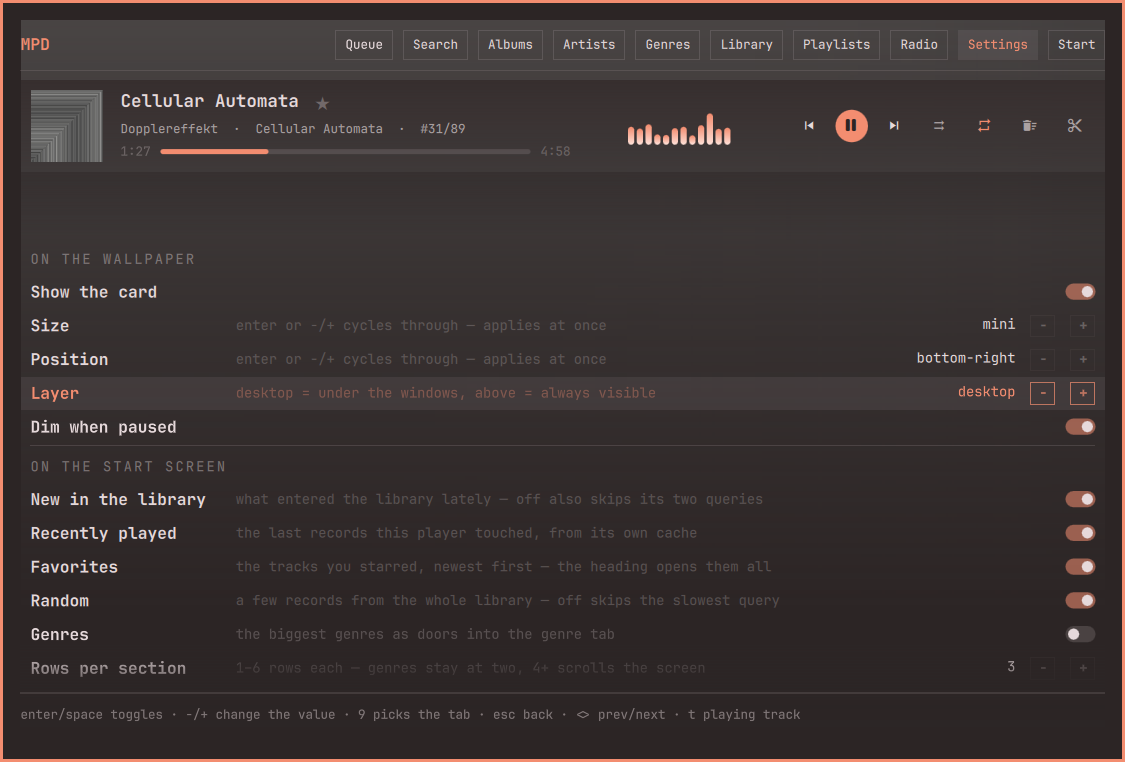 MPD Queue Search Albums Artists Genres Library Playlists Radio Settings Start
Cellular Automata ★
Dopplereffekt · Cellular Automata · #31/89
1:27 4:58
ON THE WALLPAPER
Show the card
Size enter or -/+ cycles through — applies at once mini - +
Position enter or -/+ cycles through — applies at once bottom-right - +
Layer desktop = under the windows, above = always visible desktop - +
Dim when paused
ON THE START SCREEN
New in the library what entered the library lately — off also skips its two queries
Recently played the last records this player touched, from its own cache
Favorites the tracks you starred, newest first — the heading opens them all
Random a few records from the whole library — off skips the slowest query
Genres the biggest genres as doors into the genre tab
Rows per section 1-6 rows each — genres stay at two, 4+ scrolls the screen 3 - +
enter/space toggles · -/+ change the value · 9 picks the tab · esc back · <> prev/next · t playing track